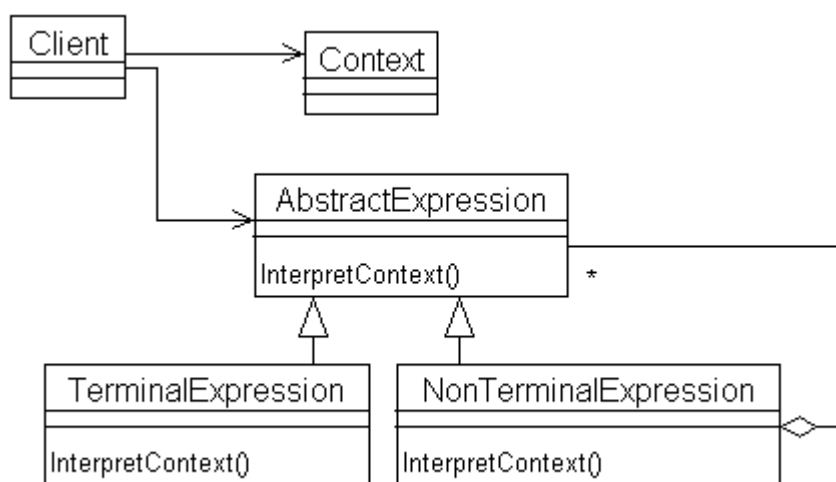 Client
Context
AbstractExpression
InterpretContext()
*
TerminalExpression
NonTerminalExpression
InterpretContext()
InterpretContext()